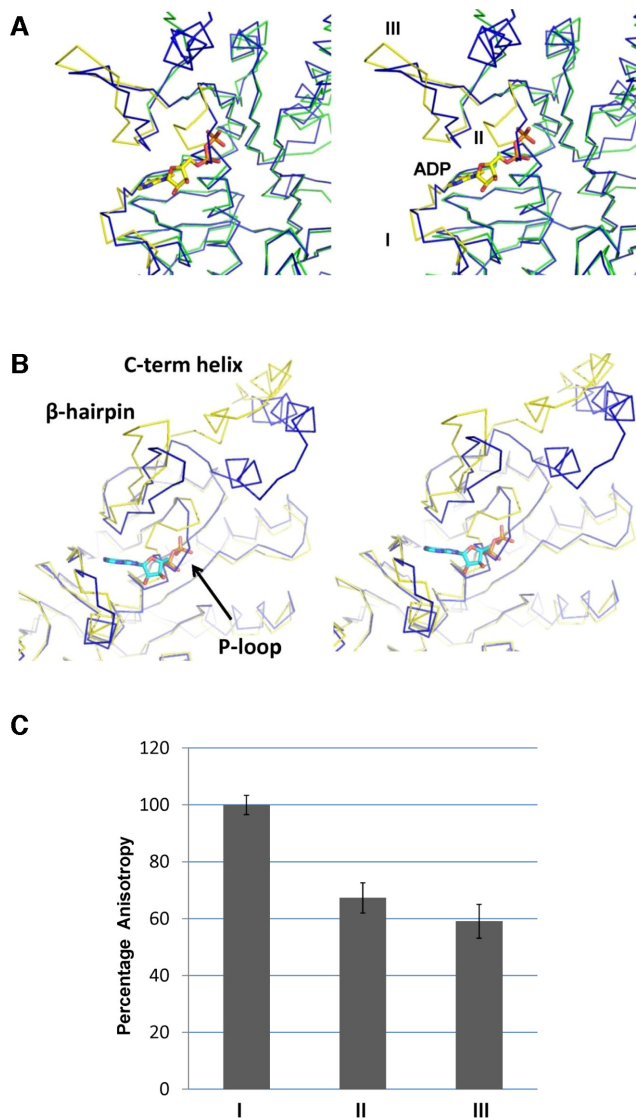 A
III
II
ADP
I
B
C-term helix
β-hairpin
P-loop
C
120
100
80
60
40
20
0
Percentage Anisotropy
I
II
III